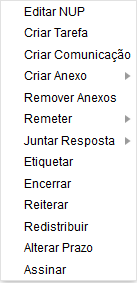 Editar NUP
Criar Tarefa
Criar Comunicação
Criar Anexo
Remover Anexos
Remeter
Juntar Resposta
Etiquetar
Encerrar
Reiterar
Redistribuir
Alterar Prazo
Assinar